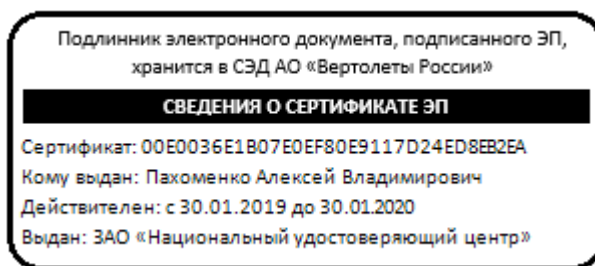 Подлинник электронного документа, подписанного ЭП,
хранится в СЭД АО «Вертолеты России»
СВЕДЕНИЯ О СЕРТИФИКАТЕ ЭП
Сертификат: 00E0036E1B07E0EF80E9117D24ED8EB2EA
Кому выдан: Пахоменко Алексей Владимирович
Действителен: с 30.01.2019 до 30.01.2020
Выдан: ЗАО «Национальный удостоверяющий центр»